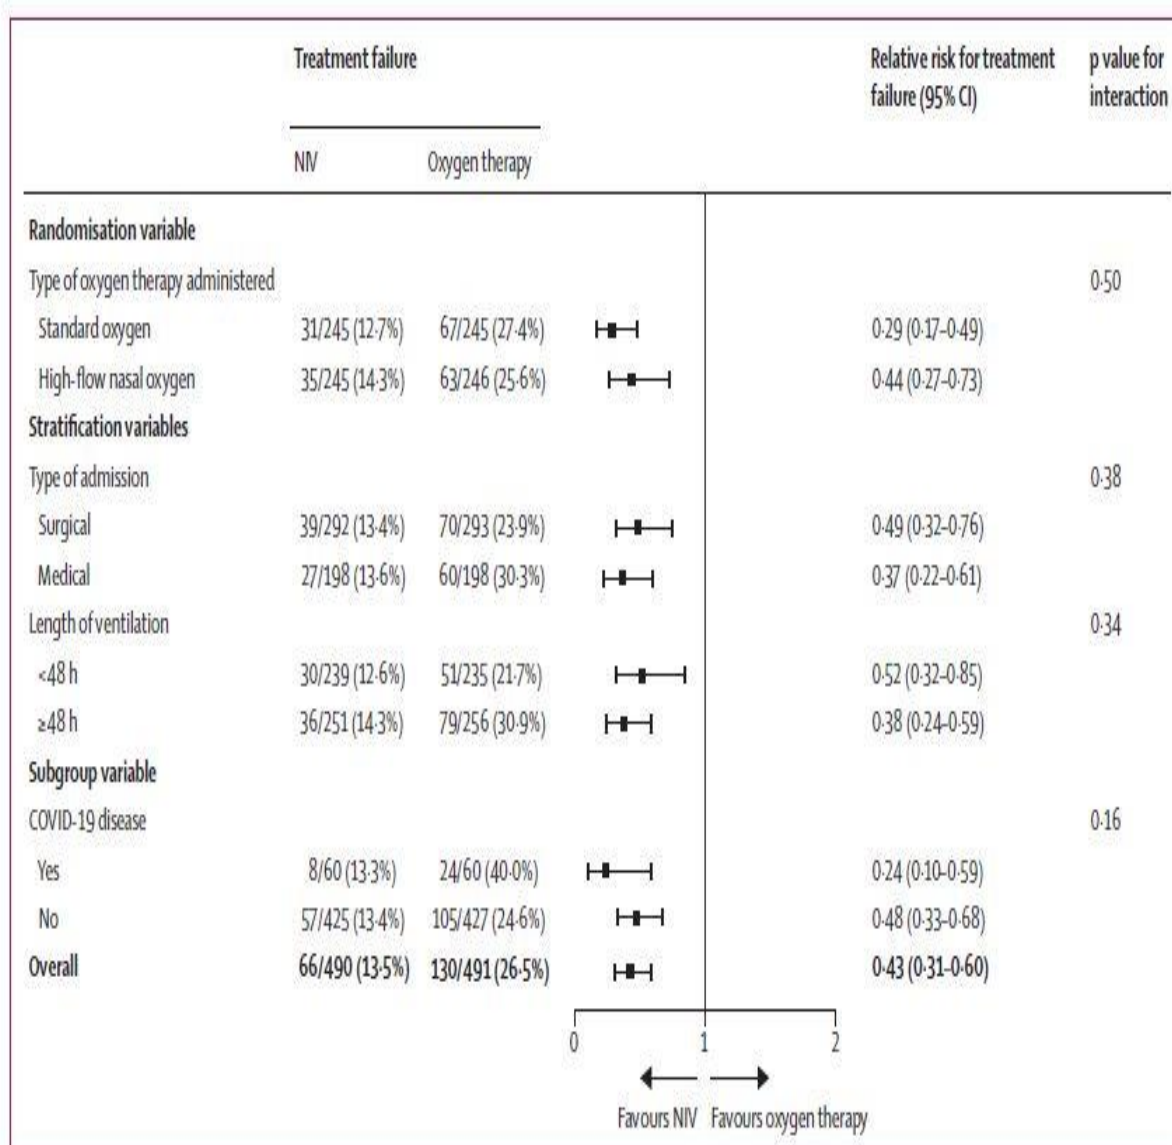 Treatment failure Relative risk for treatment p value for
failure (95% CI) interaction
NIV Oxygen therapy
Randomisation variable
Type of oxygen therapy administered 0·50
Standard oxygen 31/245 (12·7%) 67/245 (27·4%) 0·29 (0·17–0·49)
High-flow nasal oxygen 35/245 (14·3%) 63/246 (25·6%) 0·44 (0·27–0·73)
Stratification variables
Type of admission 0·38
Surgical 39/292 (13·4%) 70/293 (23·9%) 0·49 (0·32–0·76)
Medical 27/198 (13·6%) 60/198 (30·3%) 0·37 (0·22–0·61)
Length of ventilation 0·34
<48 h 30/239 (12·6%) 51/235 (21·7%) 0·52 (0·32–0·85)
≥48 h 36/251 (14·3%) 79/256 (30·9%) 0·38 (0·24–0·59)
Subgroup variable
COVID-19 disease 0·16
Yes 8/60 (13·3%) 24/60 (40·0%) 0·24 (0·10–0·59)
No 57/425 (13·4%) 105/427 (24·6%) 0·48 (0·33–0·68)
Overall 66/490 (13·5%) 130/491 (26·5%) 0·43 (0·31–0·60)
0 1 2
Favours NIV Favours oxygen therapy